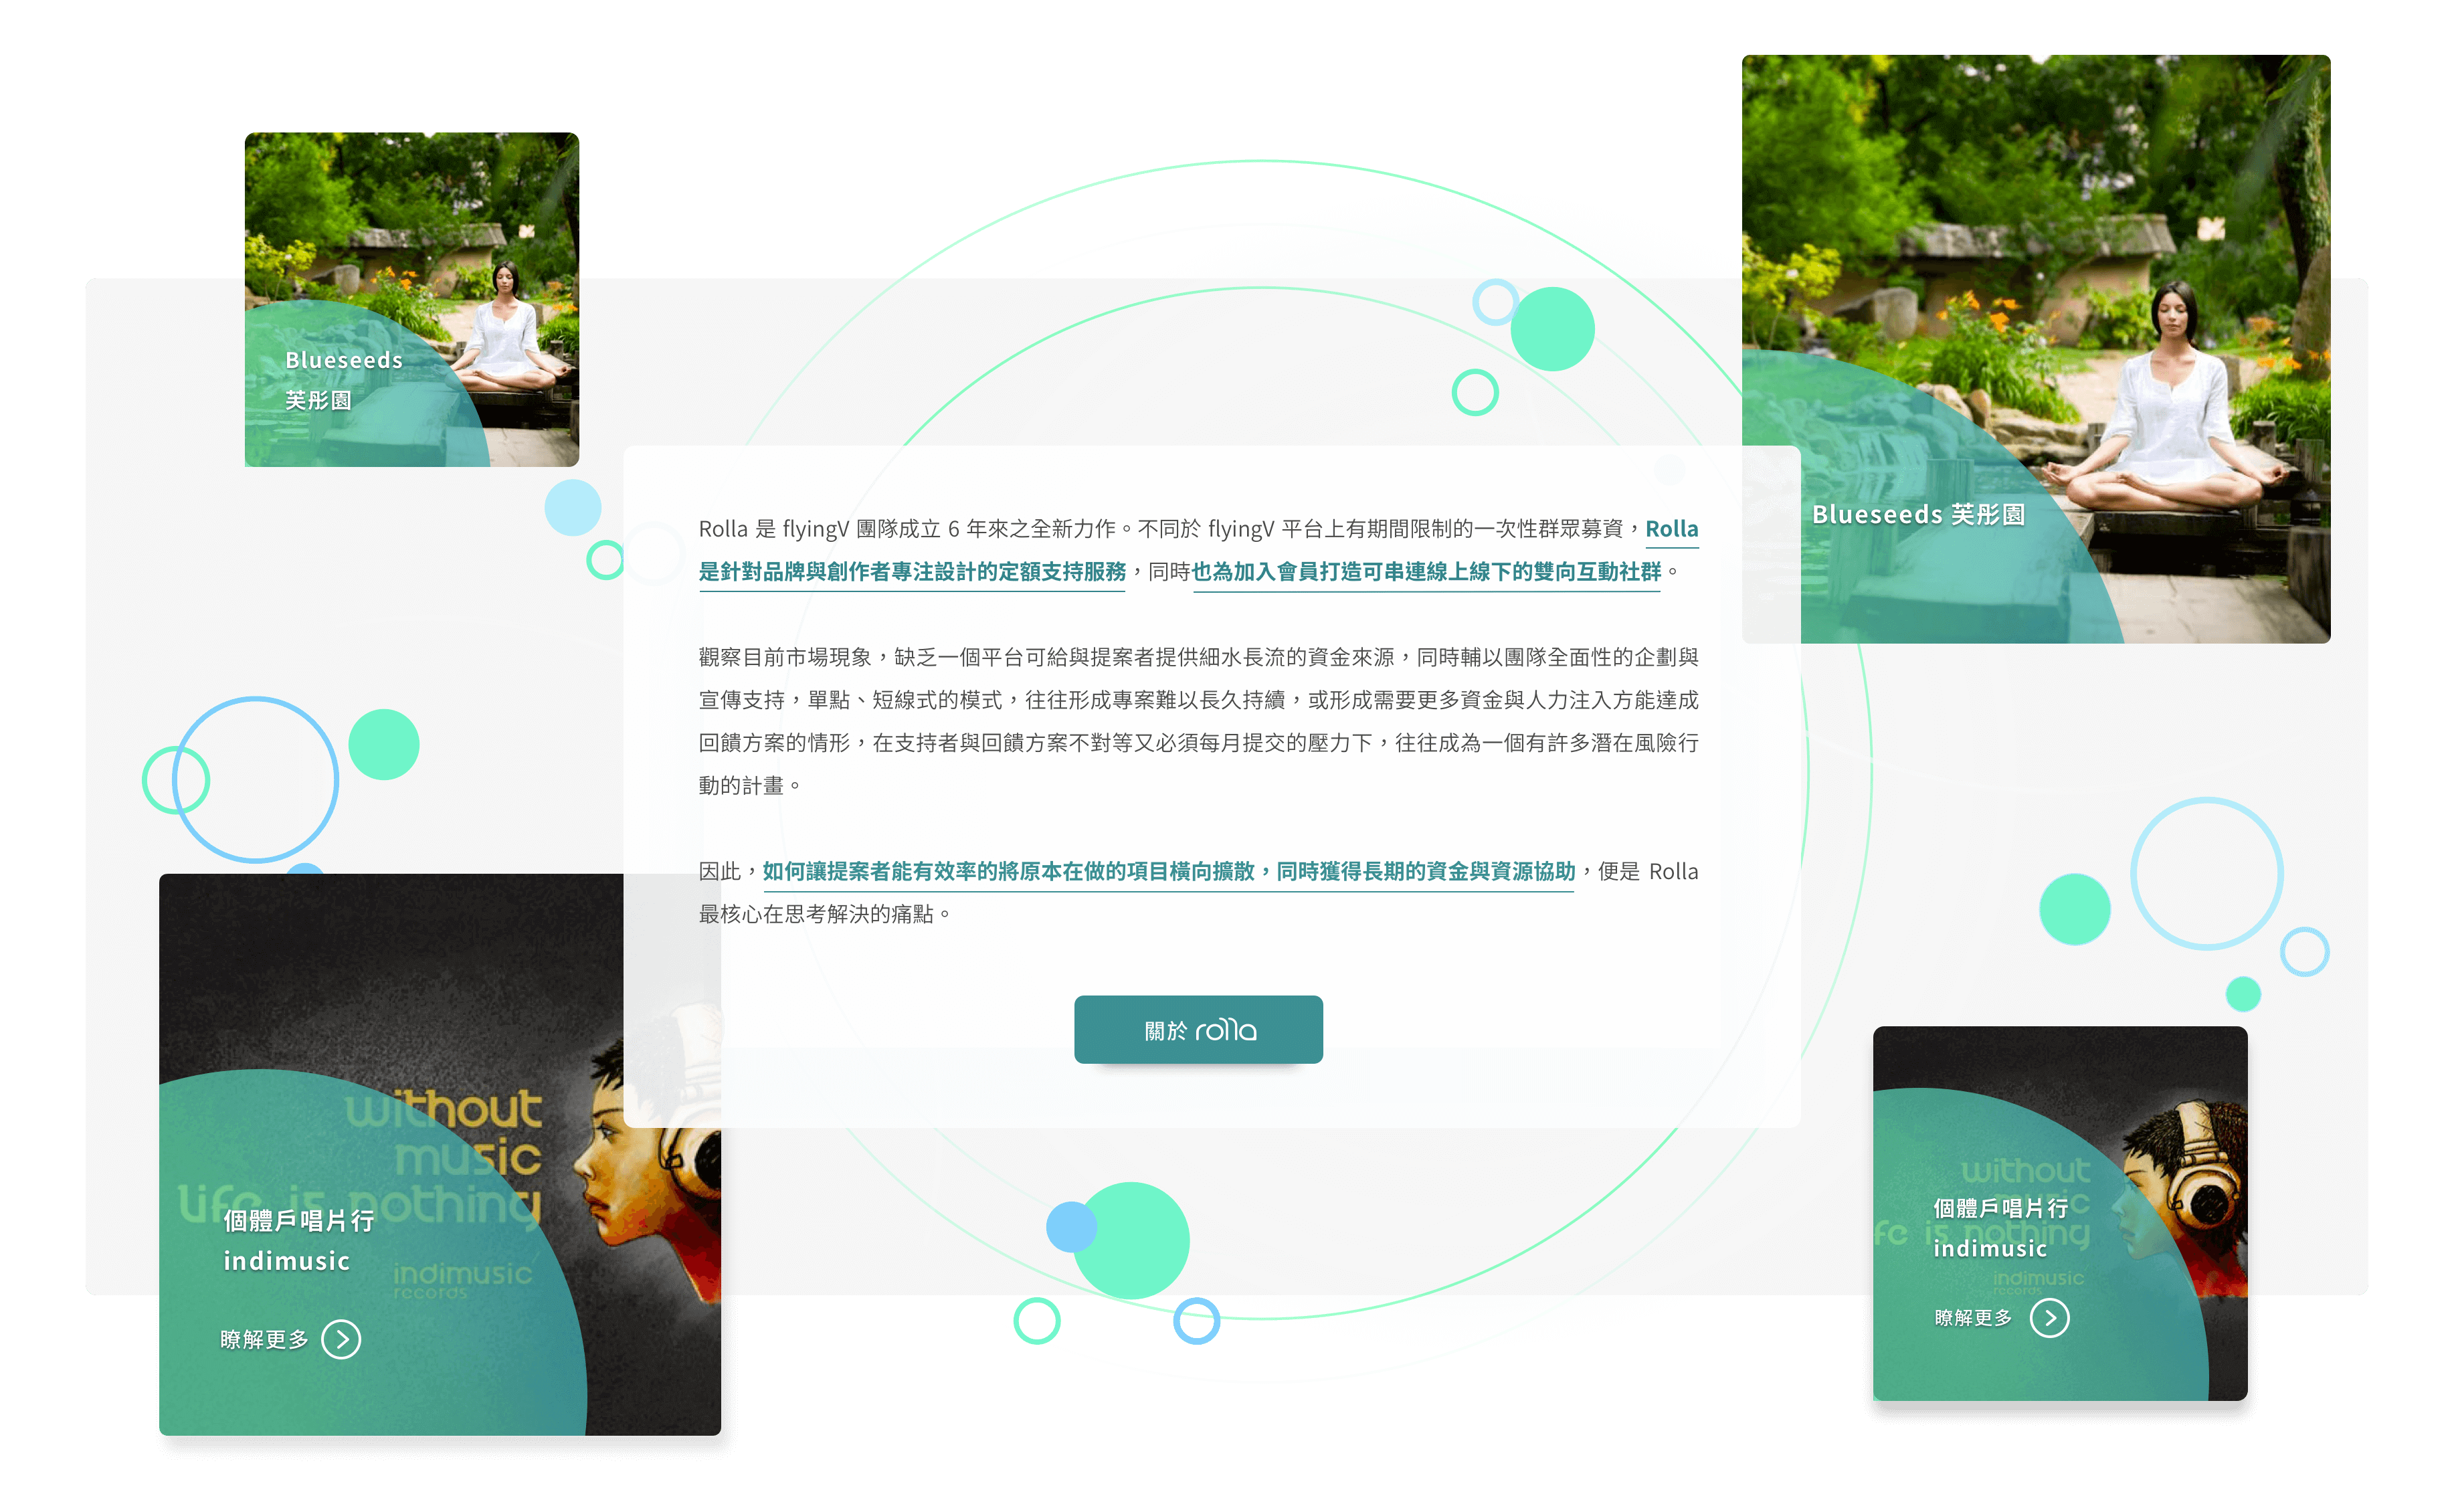 Blueseeds
芙彤園
Blueseeds 芙彤園
Rolla 是 flyingV 團隊成立 6 年來之全新力作。不同於 flyingV 平台上有期間限制的一次性群眾募資，Rolla
是針對品牌與創作者專注設計的定額支持服務，同時也為加入會員打造可串連線上線下的雙向互動社群。
觀察目前市場現象，缺乏一個平台可給與提案者提供細水長流的資金來源，同時輔以團隊全面性的企劃與
宣傳支持，單點、短線式的模式，往往形成專案難以長久持續，或形成需要更多資金與人力注入方能達成
回饋方案的情形，在支持者與回饋方案不對等又必須每月提交的壓力下，往往成為一個有許多潛在風險行
動的計畫。
因此，如何讓提案者能有效率的將原本在做的項目橫向擴散，同時獲得長期的資金與資源協助，便是 Rolla
最核心在思考解決的痛點。
關於 rolla
without
music
life is nothing
個體戶唱片行
indimusic
indimusic
records
瞭解更多
without
music
fe is nothing
個體戶唱片行
indimusic
indimusic
records
瞭解更多